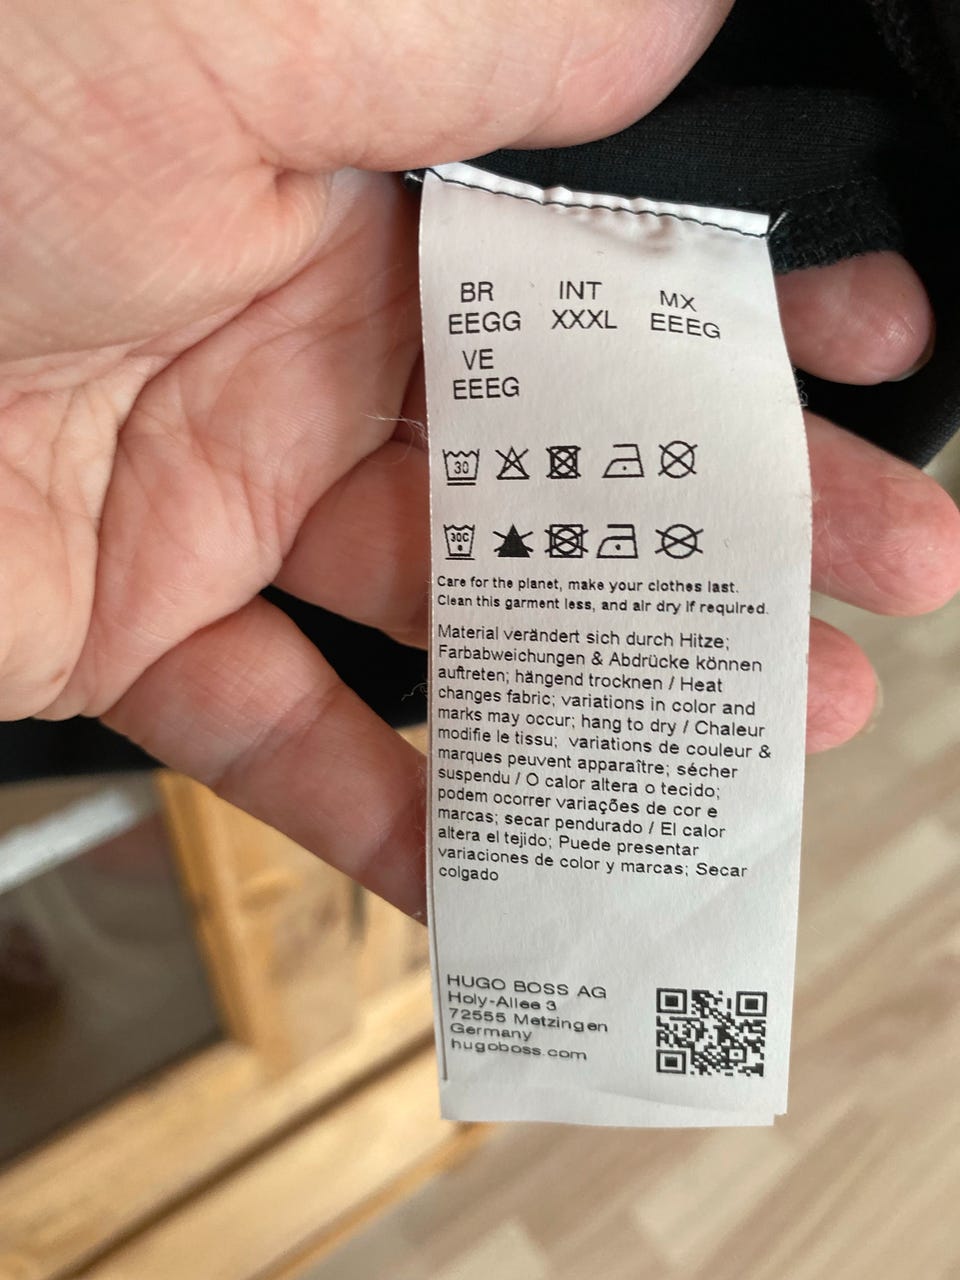 BR INT MX
EEGG XXXL EEEG
VE
EEEG
30
30C
Care for the planet, make your clothes last.
Clean this garment less, and air dry if required.
Material verändert sich durch Hitze;
Farbabweichungen & Abdrücke können
auftreten; hängend trocknen / Heat
changes fabric; variations in color and
marks may occur; hang to dry / Chaleur
modifie le tissu; variations de couleur &
marques peuvent apparaître; sécher
suspendu / O calor altera o tecido;
podem ocorrer variações de cor e
marcas; secar pendurado / El calor
altera el tejido; Puede presentar
variaciones de color y marcas; Secar
colgado
HUGO BOSS AG
Holy-Allee 3
72555 Metzingen
Germany
hugoboss.com